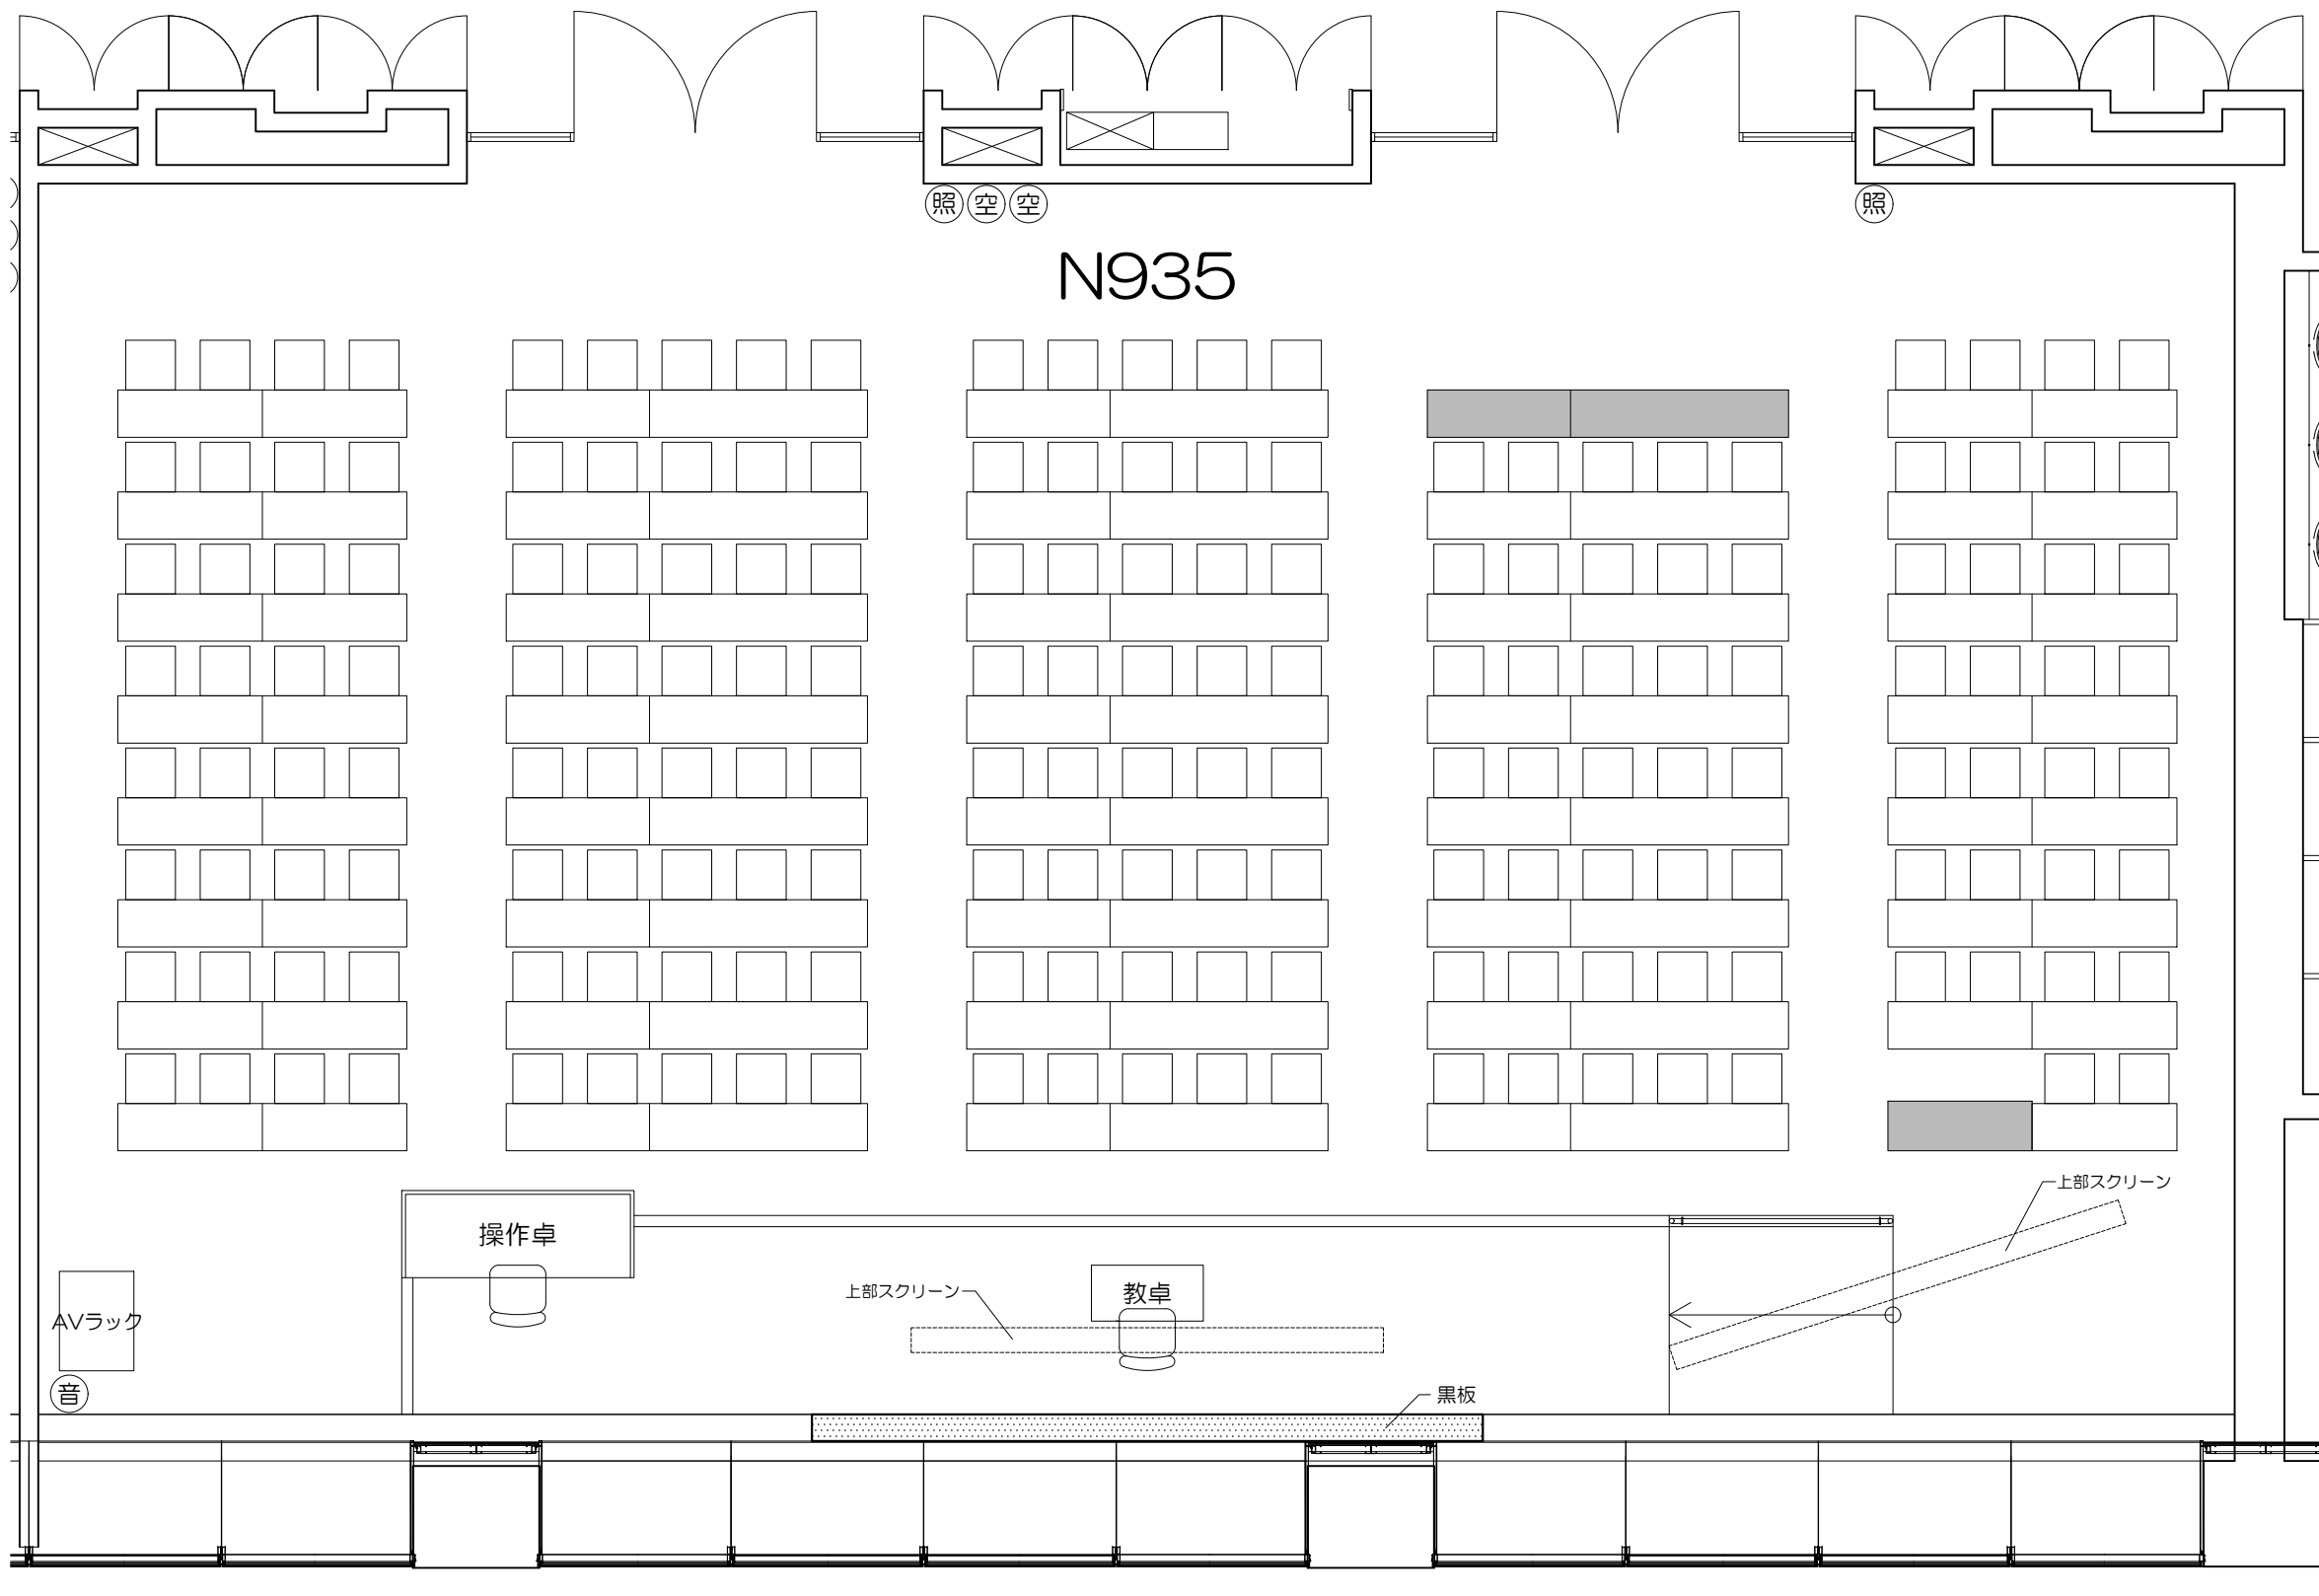 照 空 空
照
N935
上部スクリーン
操作卓
上部スクリーン
教卓
AVラック
音
黒板